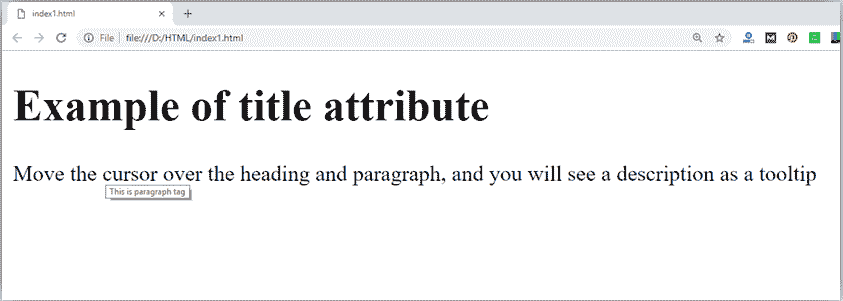 index1.html
File file:///D:/HTML/index1.html
Example of title attribute
Move the cursor over the heading and paragraph, and you will see a description as a tooltip
This is paragraph tag